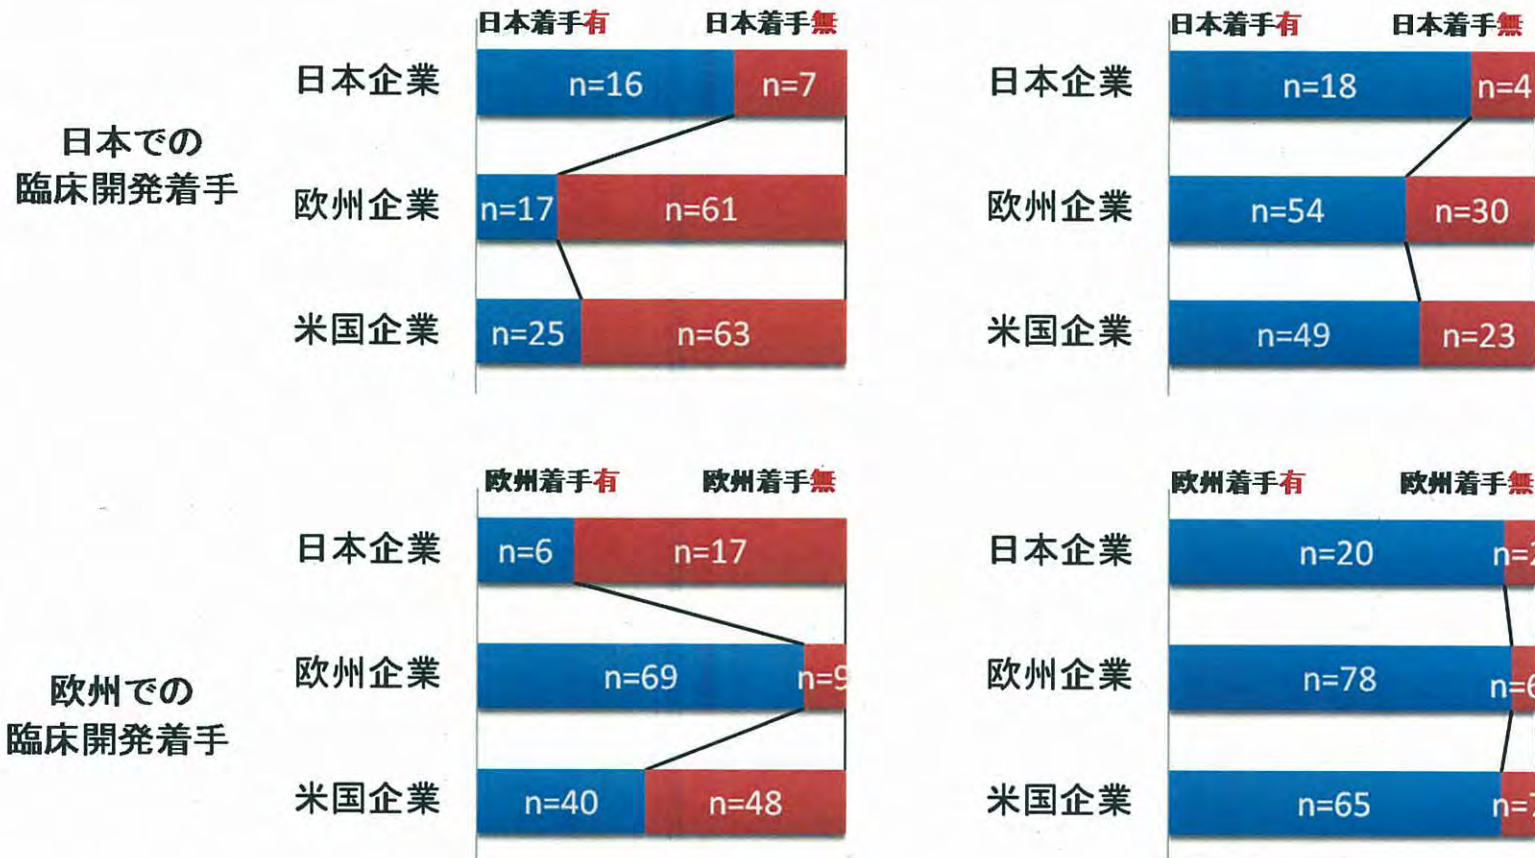 日本着手有 日本着手無 日本着手有 日本着手無
日本企業 n=16 n=7 日本企業 n=18 n=4
日本での
臨床開発着手
欧州企業 n=17 n=61 欧州企業 n=54 n=30
米国企業 n=25 n=63 米国企業 n=49 n=23
欧州着手有 欧州着手無 欧州着手有 欧州着手無
日本企業 n=6 n=17 日本企業 n=20 n=2
欧州企業 n=69 n=9 欧州企業 n=78 n=6
欧州での
臨床開発着手
米国企業 n=40 n=48 米国企業 n=65 n=7